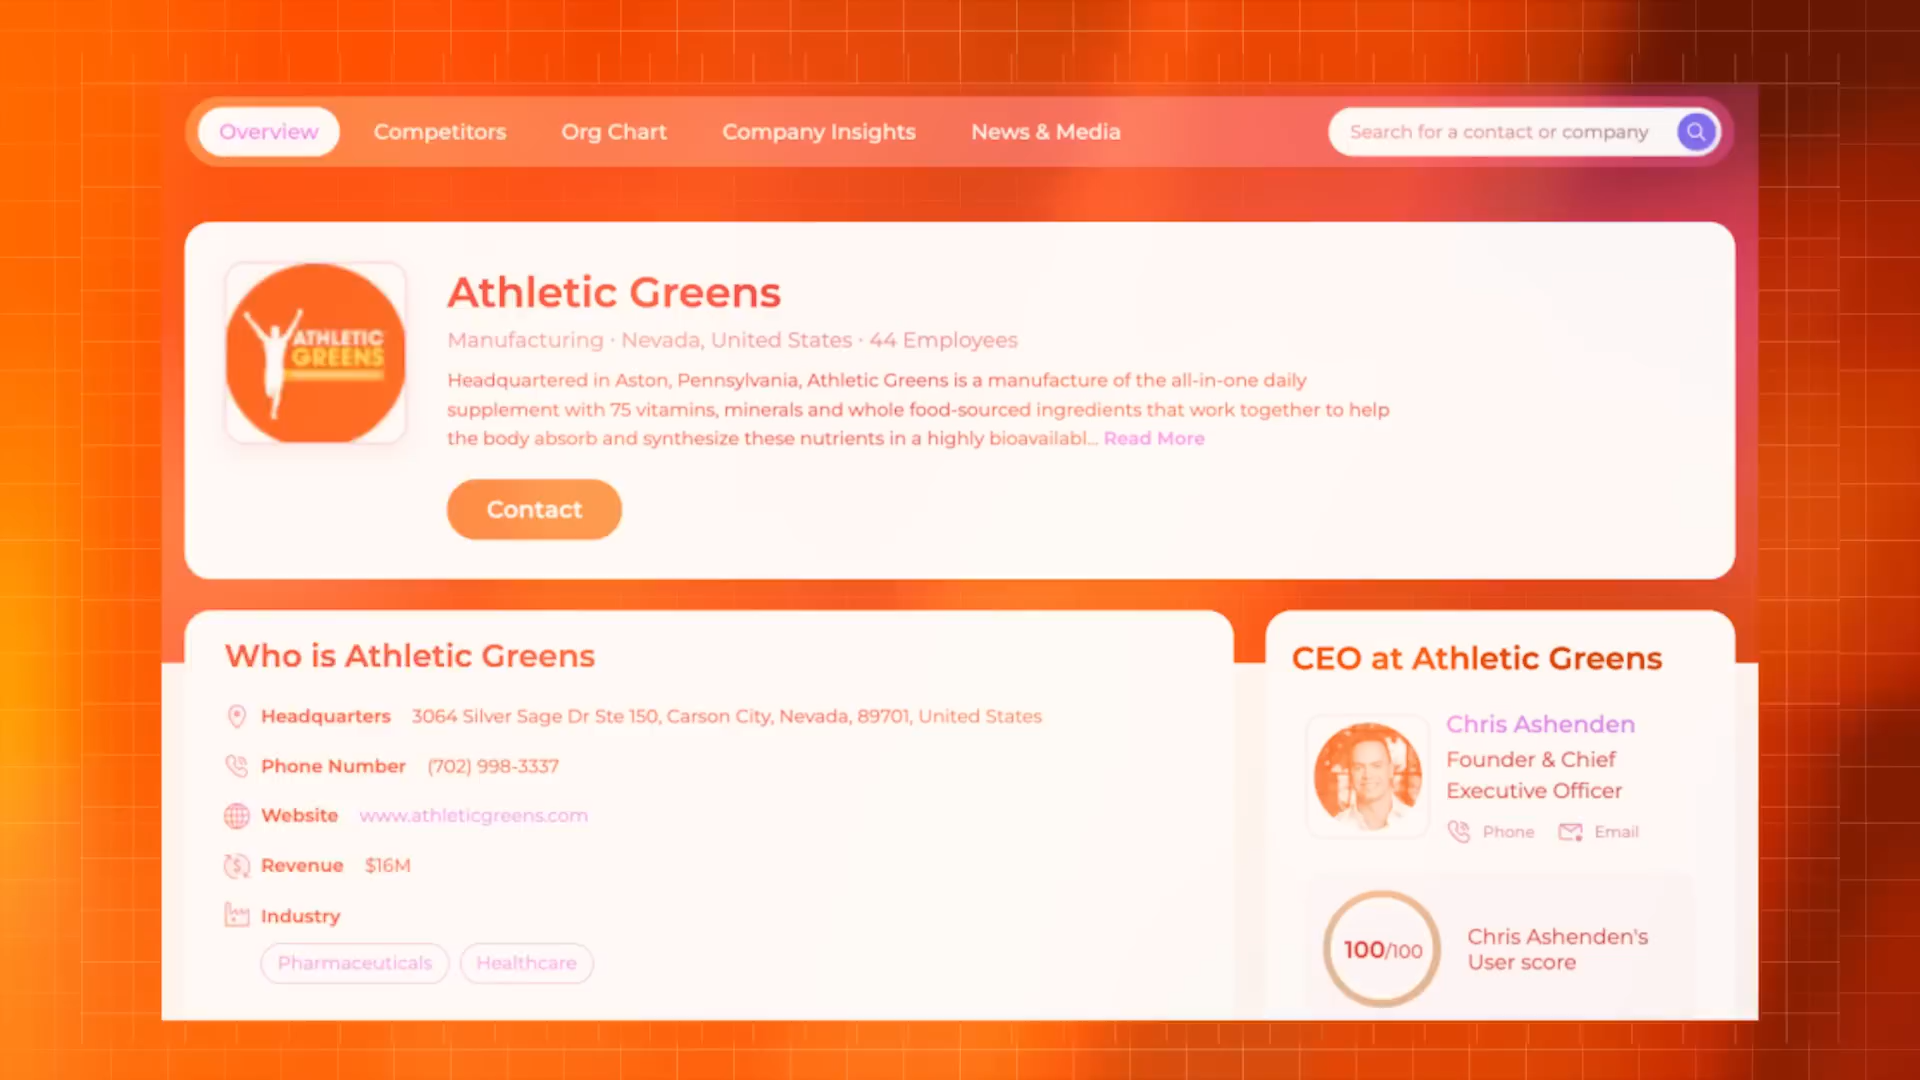 Overview Competitors Org Chart Company Insights News & Media Search for a contact or company
ATHLETIC
GREENS
Athletic Greens
Manufacturing · Nevada, United States · 44 Employees
Headquartered in Aston, Pennsylvania, Athletic Greens is a manufacture of the all-in-one daily
supplement with 75 vitamins, minerals and whole food-sourced ingredients that work together to help
the body absorb and synthesize these nutrients in a highly bioavailabl... Read More
Contact
Who is Athletic Greens
Headquarters 3064 Silver Sage Dr Ste 150, Carson City, Nevada, 89701, United States
Phone Number (702) 998-3337
Website www.athleticgreens.com
Revenue $16M
Industry
Pharmaceuticals Healthcare
CEO at Athletic Greens
Chris Ashenden
Founder & Chief
Executive Officer
Phone Email
100/100
Chris Ashenden's
User score